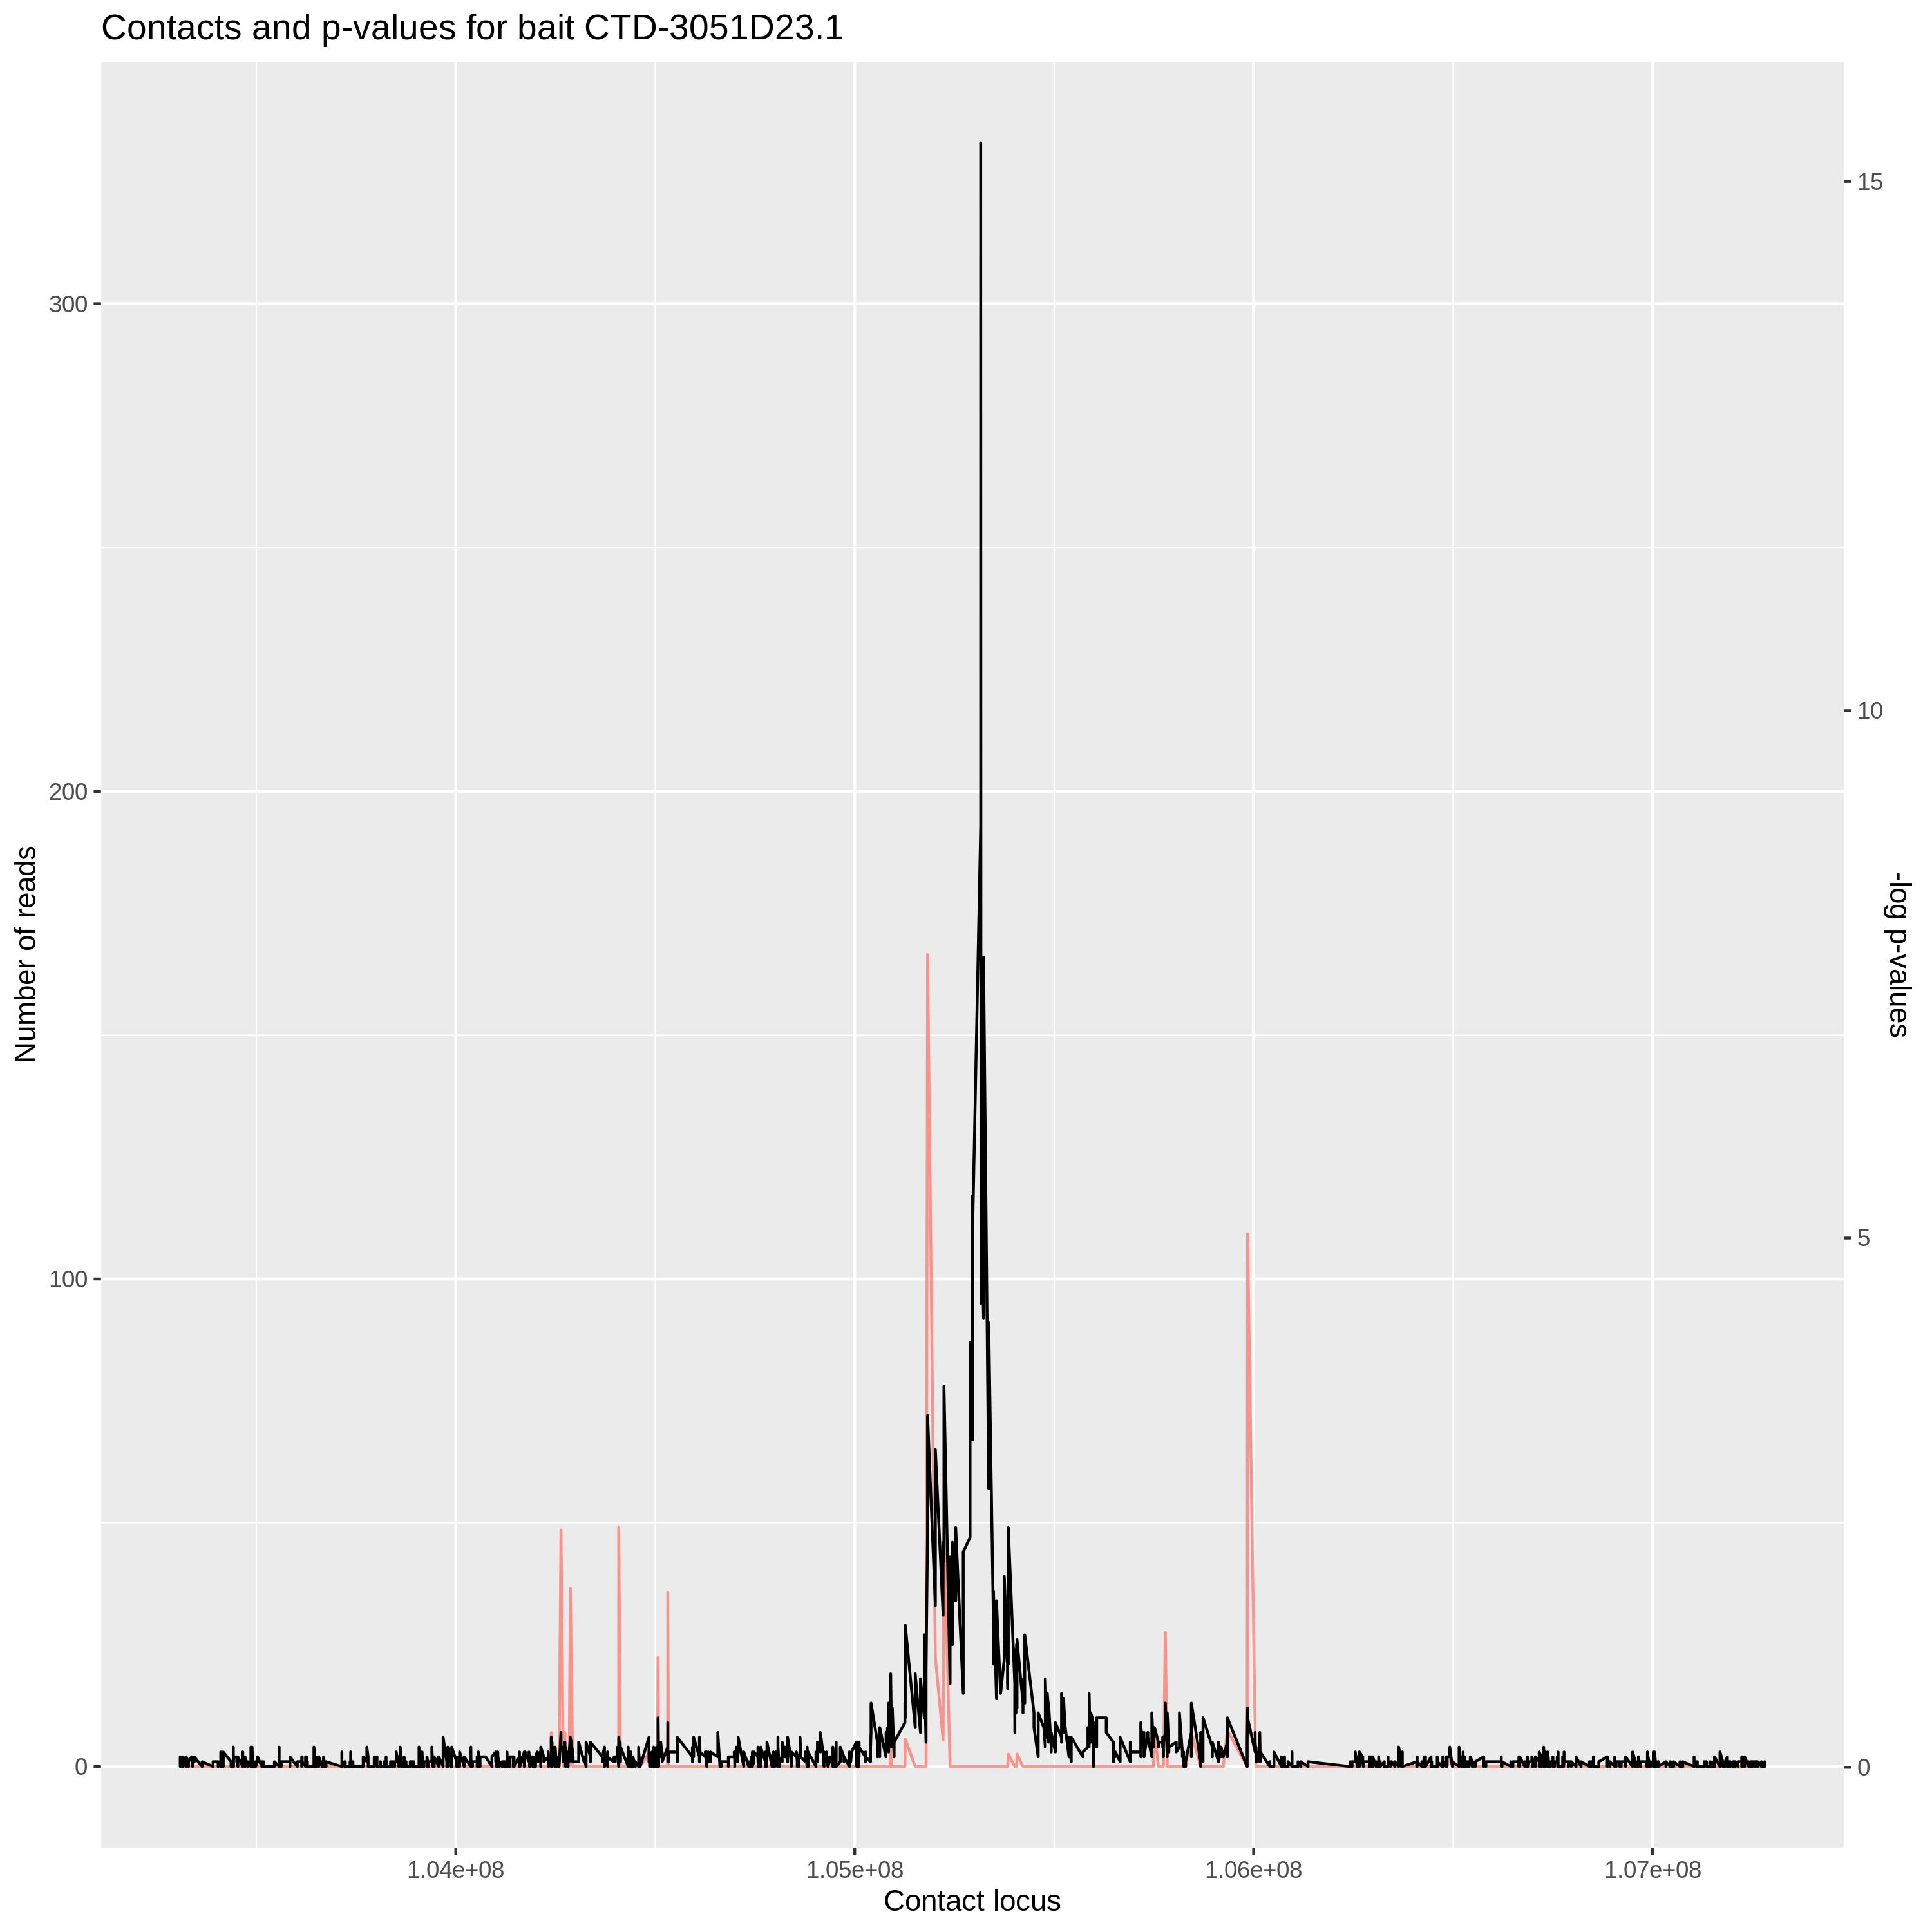 Contacts and p-values for bait CTD-3051D23.1
300
200
100
0
Number of reads
15
10
5
0
-log p-values
1.04e+08 1.05e+08 1.06e+08 1.07e+08
Contact locus